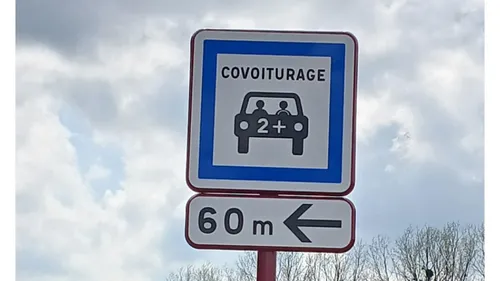 COVOITURAGE
2+
60 m ←